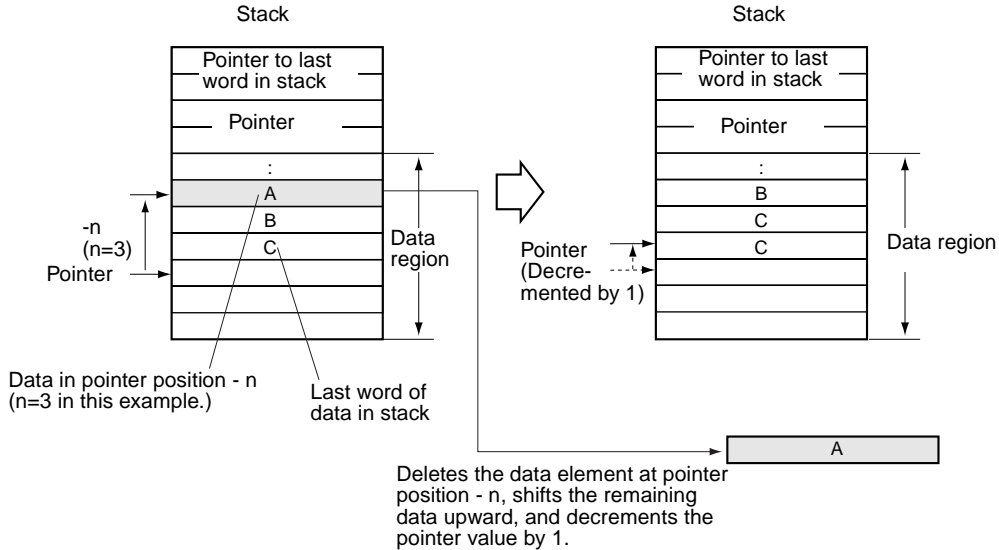 Stack
Pointer to last
word in stack
Pointer
:
A
B
C
-n
(n=3)
Pointer
Data
region
Data in pointer position - n
(n=3 in this example.)
Last word of
data in stack
Stack
Pointer to last
word in stack
Pointer
:
B
C
C
Pointer
(Decre-
mented by 1)
Data region
A
Deletes the data element at pointer
position - n, shifts the remaining
data upward, and decrements the
pointer value by 1.